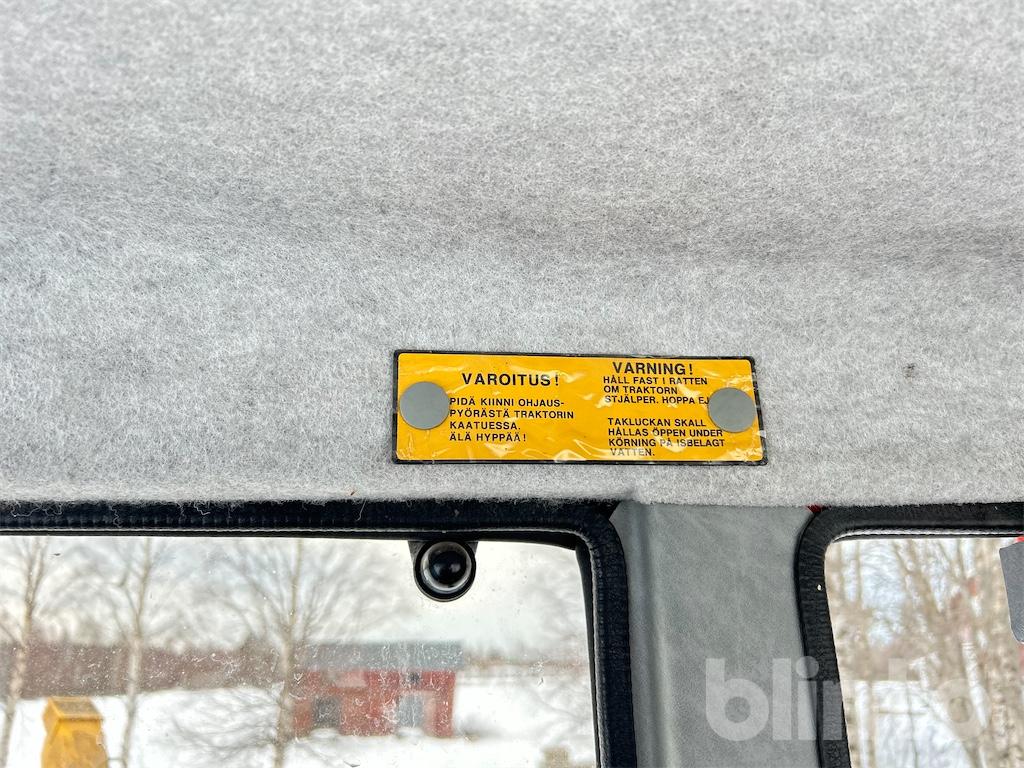 VAROITUS!
PIDÄ KIINNI OHJAUS-
PYÖRÄSTÄ TRAKTORIN
KAATUESSA.
ÄLÄ HYPPÄÄ!
VARNING!
HÅLL FAST I RATTEN
OM TRAKTORN
STJÄLPER. HOPPA EJ
TAKLUCKAN SKALL
HÅLLAS ÖPPEN UNDER
KÖRNING PÅ ISBELAGT
VATTEN.
blinto